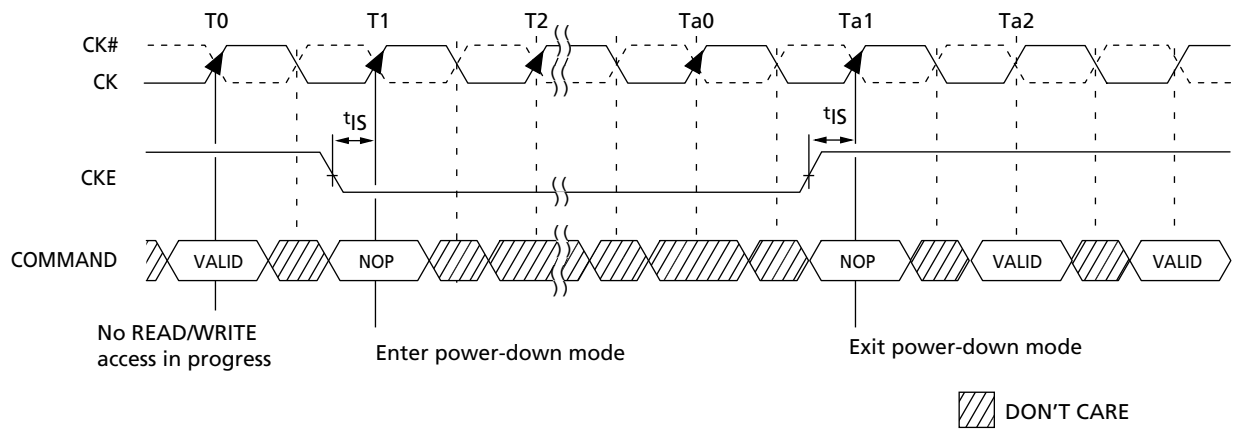 T0 T1 T2 Ta0 Ta1 Ta2
CK#
CK
tIS tIS
CKE
COMMAND VALID NOP NOP VALID VALID
No READ/WRITE
access in progress
Enter power-down mode
Exit power-down mode
DON'T CARE